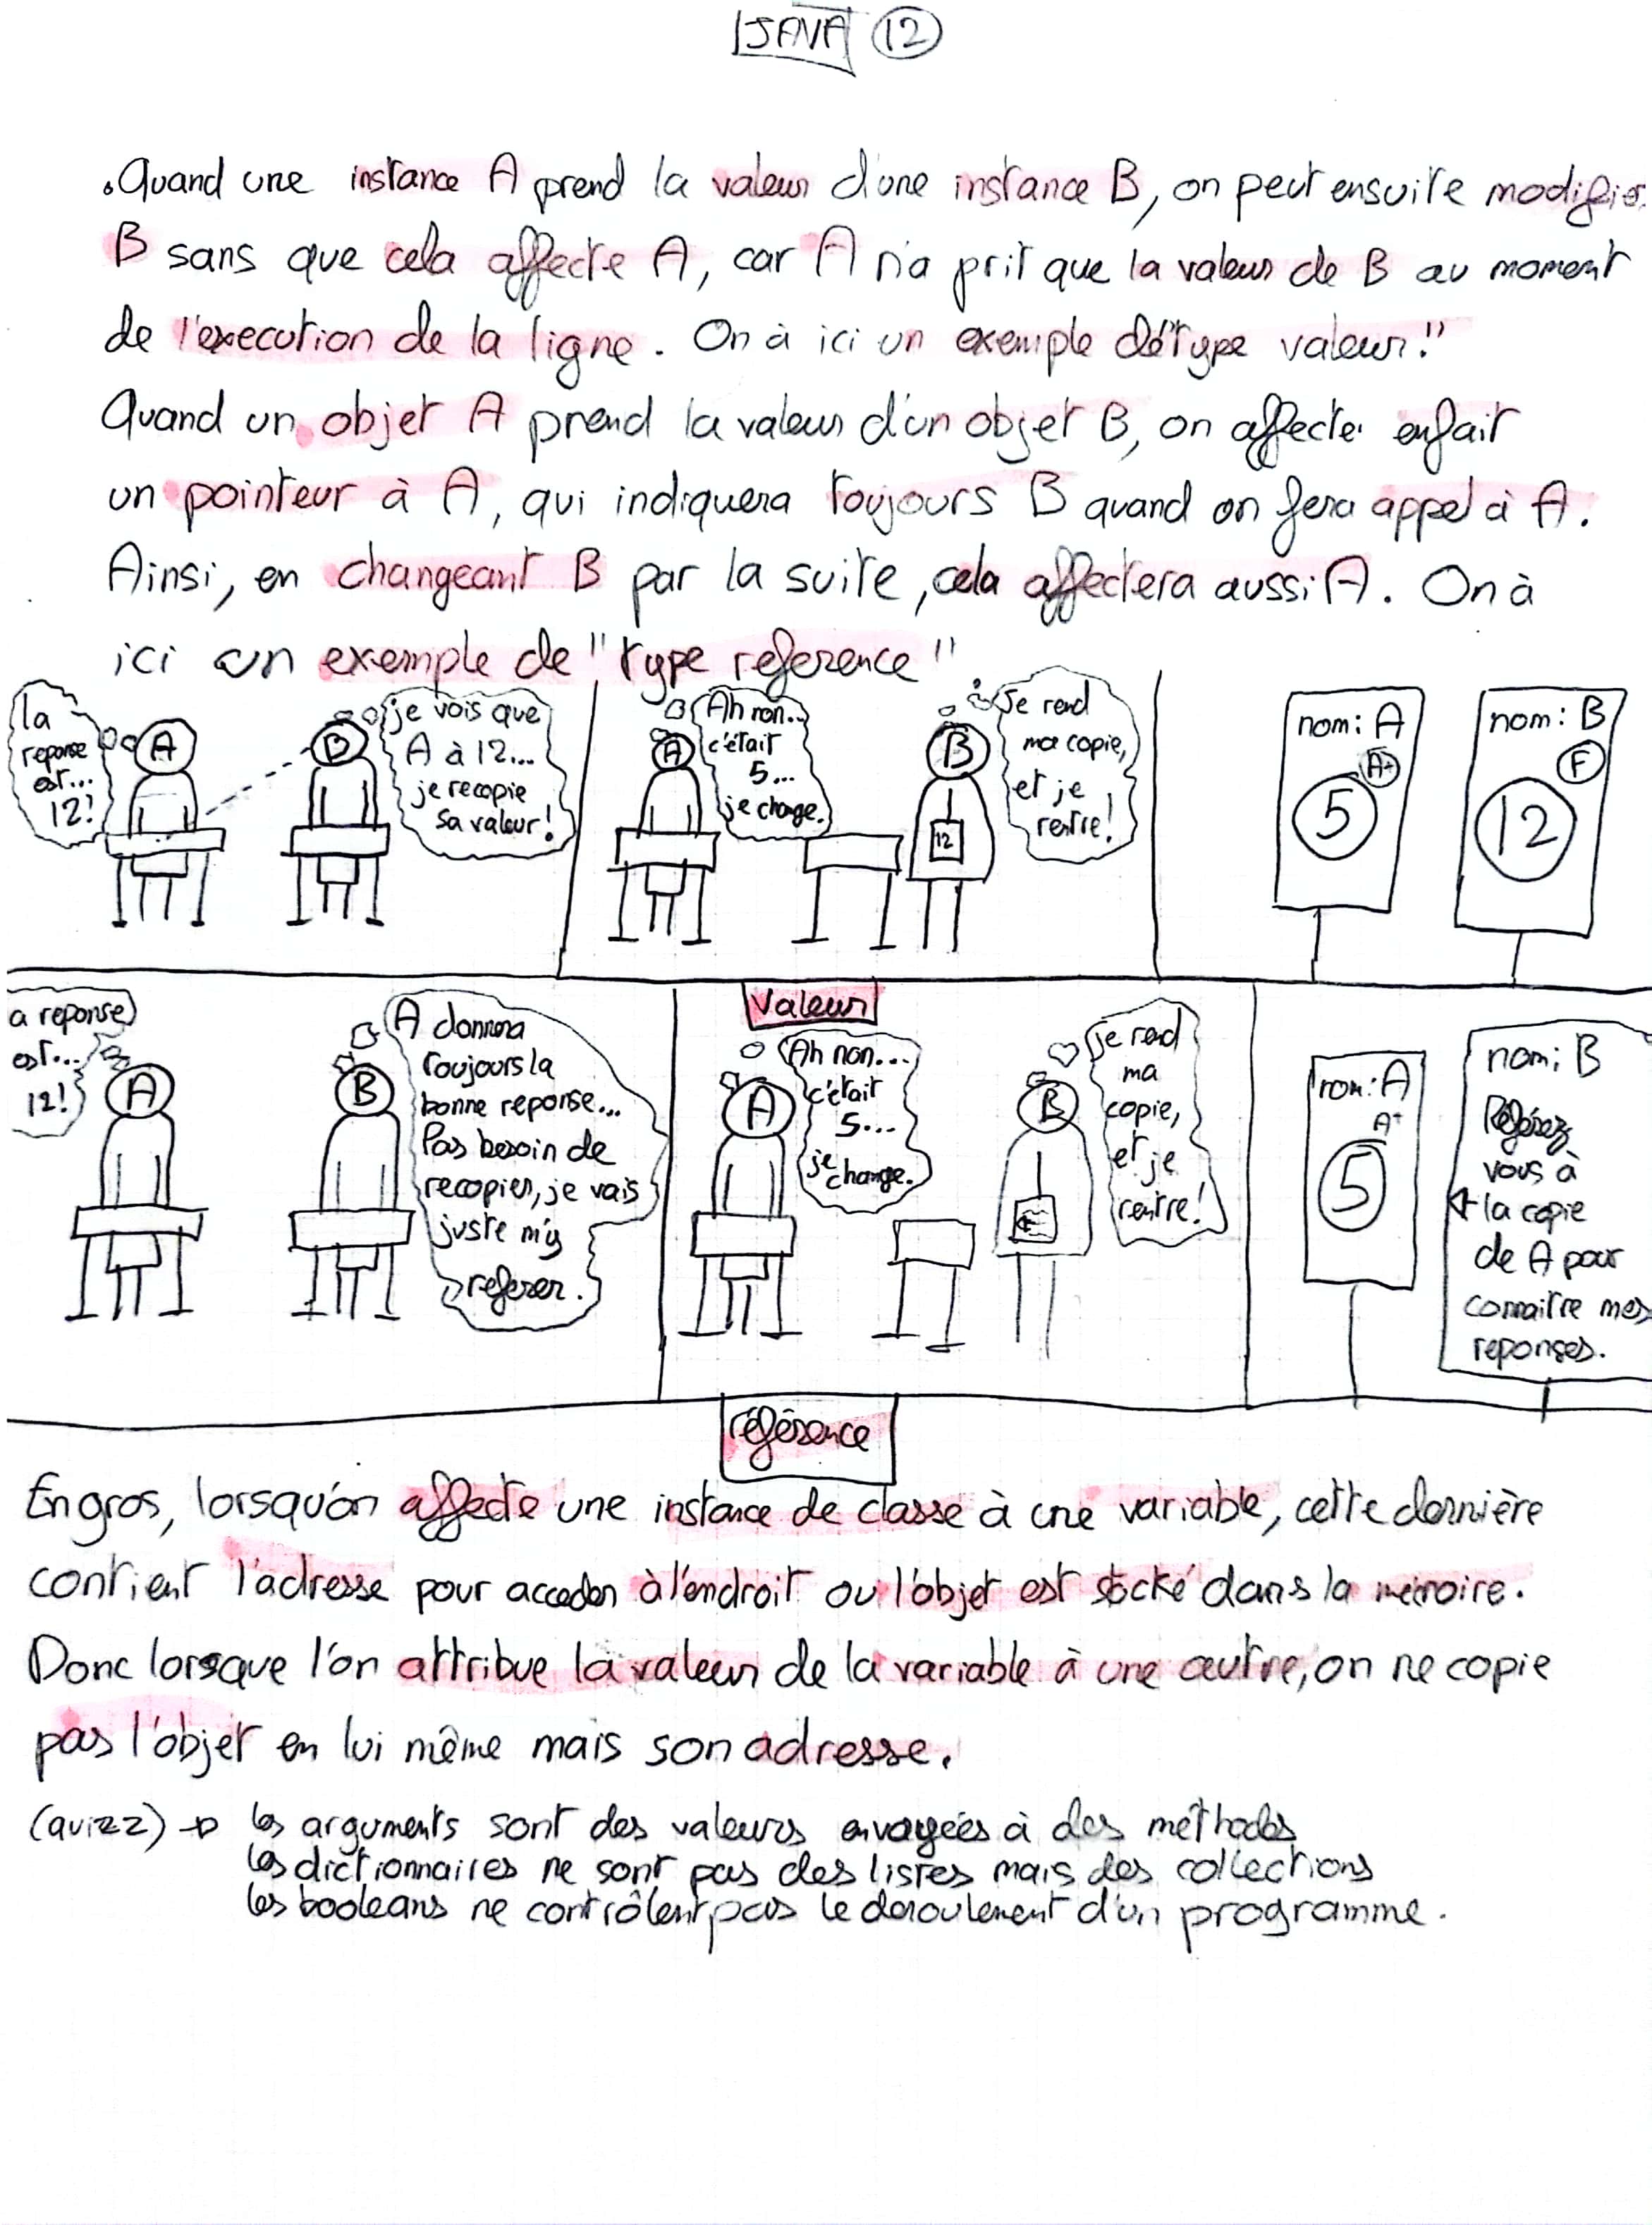 JAVA 12
. Quand une instance A prend la valeur d'une instance B, on peut ensuite modifier
B sans que cela affecte A, car A n'a prit que la valeur de B au moment
de l'execution de la ligne. On à ici un exemple de "type valeur."
Quand un objet A prend la valeur d'un objet B, on affecte enfait
un pointeur à A, qui indiquera toujours B quand on fera appel à A.
Ainsi, en changeant B par la suite, cela affectera aussi A. On à
ici un exemple de "type reference"
la
reponse
est...
12!
A
B
je vois que
A à 12...
je recopie
sa valeur!
A
Ah non...
c'était
5...
je change.
B
12
Je rend
ma copie,
et je
rentre!
nom: A
A+
5
nom: B
F
12
Valeur
a reponse
est...
12!
A
B
A donnera
toujours la
bonne reponse...
Pas besoin de
recopier, je vais
juste m'y
referer.
A
Ah non...
c'était
5...
je change.
B
je rend
ma
copie,
et je
rentre!
nom: A
A+
5
nom: B
Référez
vous à
la copie
de A pour
connaitre mes
reponses.
référence
En gros, lorsqu'on affecte une instance de classe à une variable, cette dernière
contient l'adresse pour acceder à l'endroit ou l'objet est stocké dans la mémoire.
Donc lorsque l'on attribue la valeur de la variable à une autre, on ne copie
pas l'objet en lui même mais son adresse.
(quizz) → les arguments sont des valeurs envoyées à des méthodes
les dictionnaires ne sont pas des listes mais des collections
les booleans ne contrôlent pas le deroulement d'un programme.